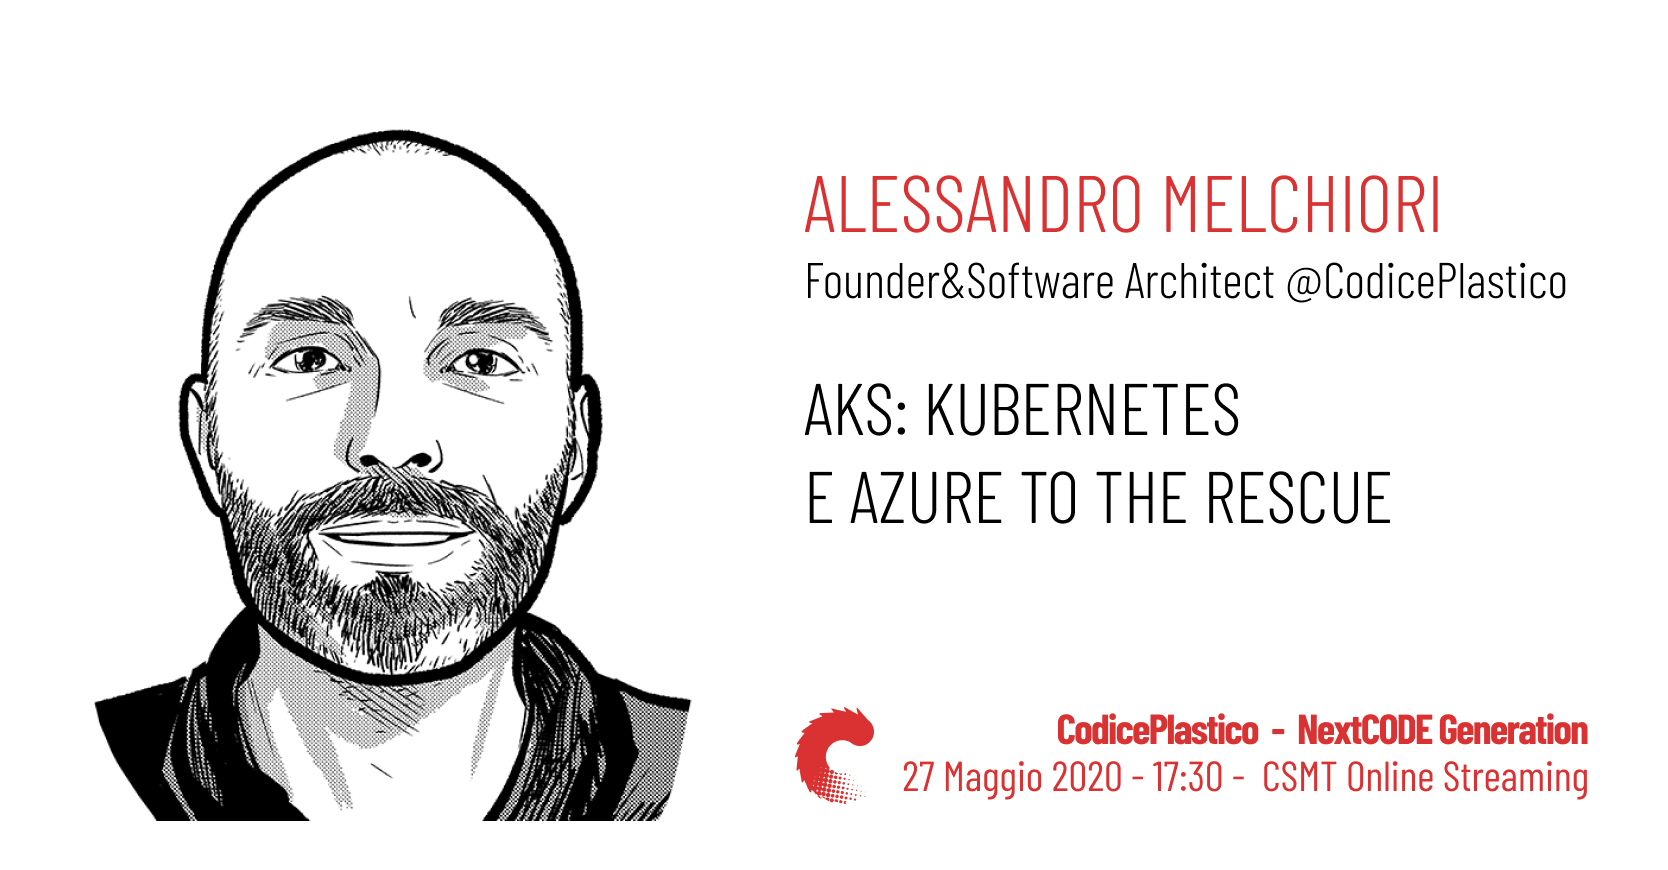 ALESSANDRO MELCHIORI
Founder&Software Architect @CodicePlastico
AKS: KUBERNETES
E AZURE TO THE RESCUE
CodicePlastico - NextCODE Generation
27 Maggio 2020 - 17:30 - CSMT Online Streaming